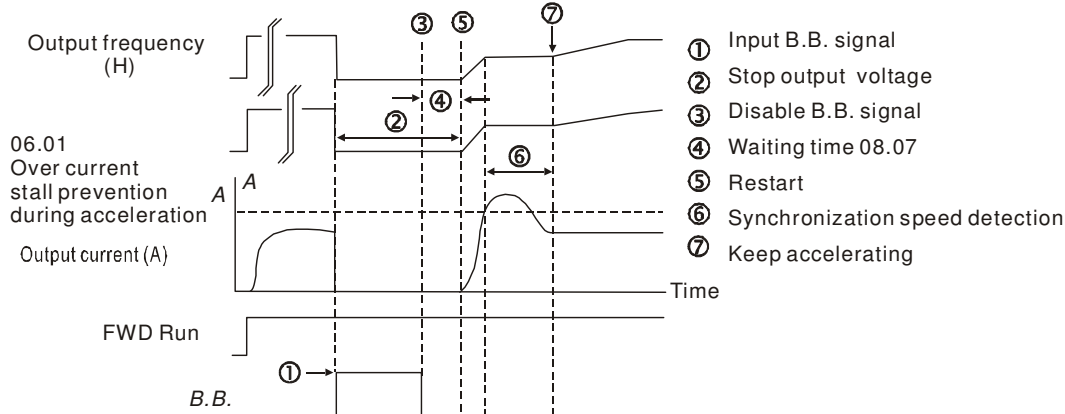 Output frequency
(H)
06.01
Over current
stall prevention
during acceleration
A
A
Output current (A)
FWD Run
B.B.
Time
③
⑤
⑦
④
②
⑥
①
① Input B.B. signal
② Stop output voltage
③ Disable B.B. signal
④ Waiting time 08.07
⑤ Restart
⑥ Synchronization speed detection
⑦ Keep accelerating